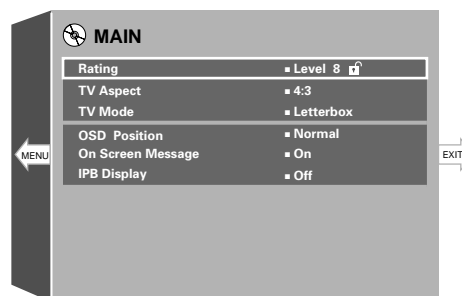 MAIN
Rating ▪ Level 8
TV Aspect ▪ 4:3
TV Mode ▪ Letterbox
OSD Position ▪ Normal
On Screen Message ▪ On
IPB Display ▪ Off
MENU
EXIT